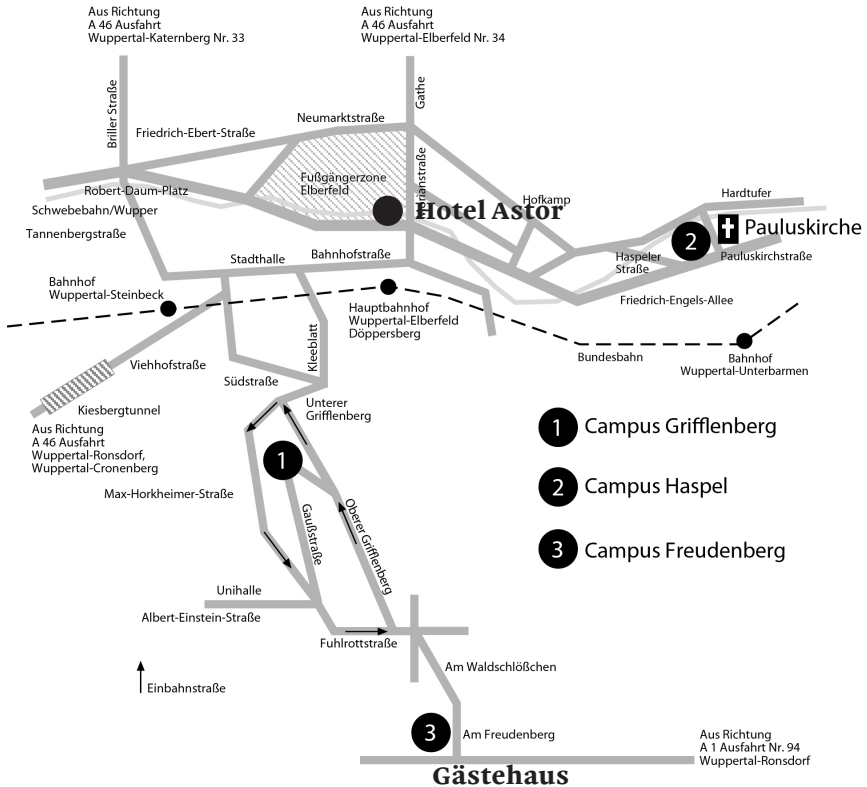 Aus Richtung
A 46 Ausfahrt
Wuppertal-Katernberg Nr. 33
Aus Richtung
A 46 Ausfahrt
Wuppertal-Elberfeld Nr. 34
Briller Straße
Gathe
Neumarktstraße
Friedrich-Ebert-Straße
Fußgängerzone
Elberfeld
Robert-Daum-Platz
Hofkamp
Hardtufer
Schwebebahn/Wupper
Hotel Astor
2
Pauluskirche
Tannenbergstraße
Stadthalle
Bahnhofstraße
Haspeler
Straße
Pauluskirchstraße
Bahnhof
Wuppertal-Steinbeck
Hauptbahnhof
Wuppertal-Elberfeld
Döppersberg
Friedrich-Engels-Allee
Kleeblatt
Viehhofstraße
Bundesbahn
Bahnhof
Wuppertal-Unterbarmen
Südstraße
Kiesbergtunnel
Unterer
Grifflenberg
Aus Richtung
A 46 Ausfahrt
Wuppertal-Ronsdorf,
Wuppertal-Cronenberg
1
1 Campus Grifflenberg
2 Campus Haspel
3 Campus Freudenberg
Max-Horkheimer-Straße
Gaußstraße
Oberer Grifflenberg
Unihalle
Albert-Einstein-Straße
Fuhlrottstraße
Am Waldschlößchen
Einbahnstraße
3
Am Freudenberg
Aus Richtung
A 1 Ausfahrt Nr. 94
Wuppertal-Ronsdorf
Gästehaus